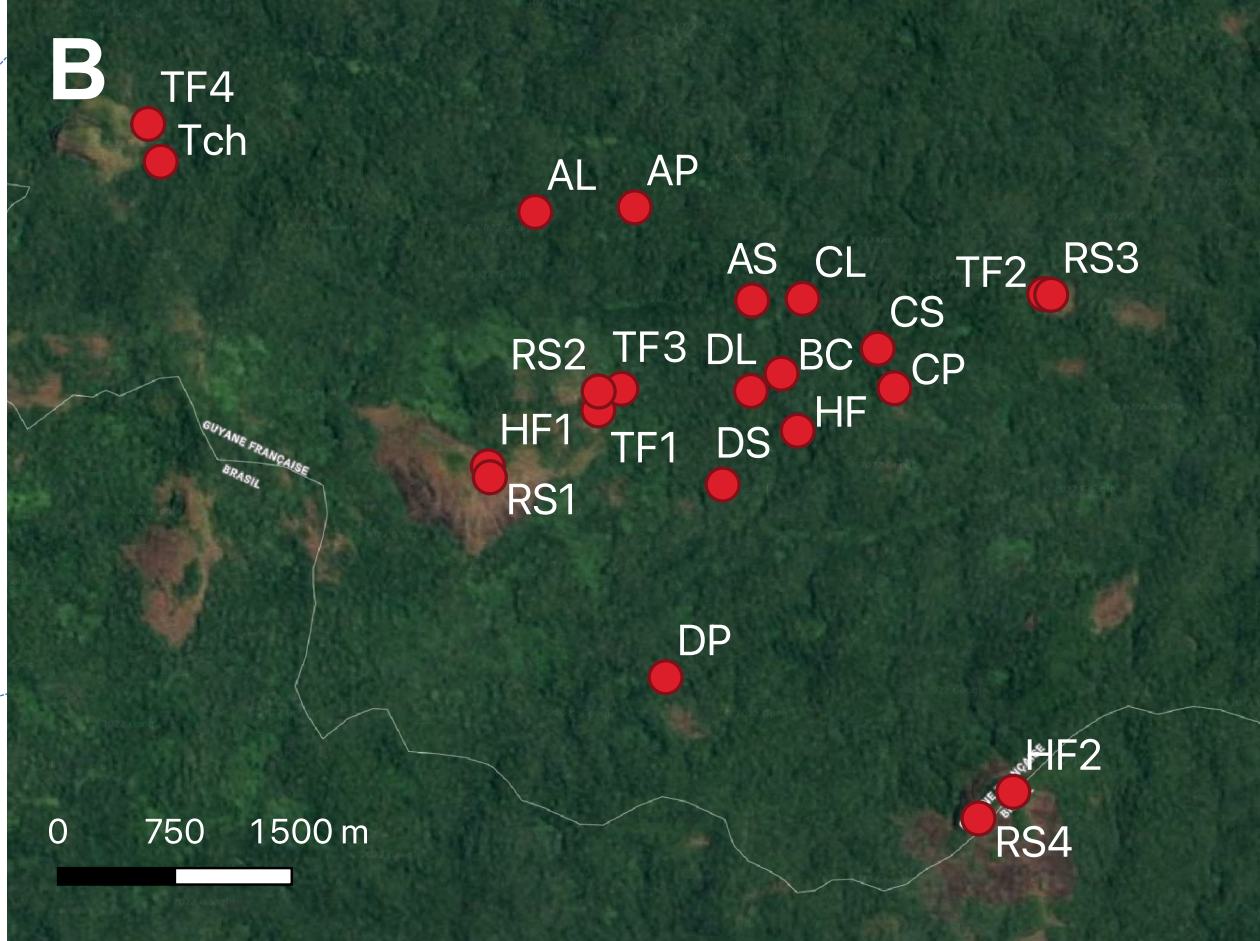 B
TF4
Tch
AL
AP
AS
CL
TF2
RS3
CS
RS2
TF3
DL
BC
CP
HF
HF1
TF1
DS
RS1
GUYANE FRANÇAISE
BRASIL
DP
HF2
RS4
0 750 1500 m